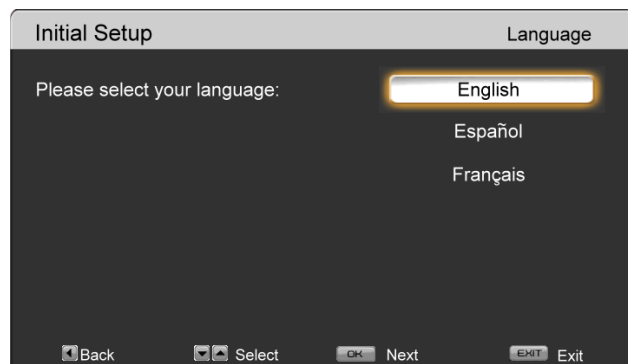 Initial Setup Language
Please select your language: English
Español
Français
Back Select OK Next EXIT Exit